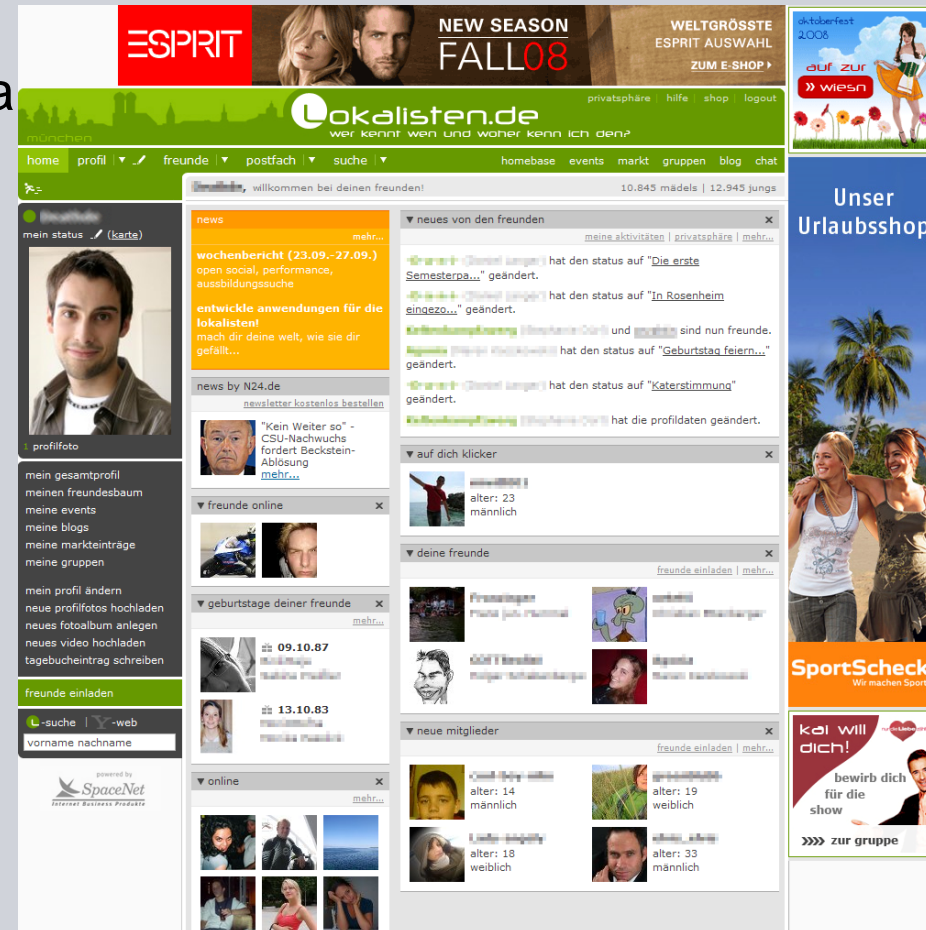 ESPRIT
NEW SEASON
FALL08
WELTGRÖSSTE
ESPRIT AUSWAHL
ZUM E-SHOP
oktoberfest
2008
auf zur
» wiesn
a
privatsphäre | hilfe | shop | logout
Lokalisten.de
wer kennt wen und woher kenn ich den?
münchen
home profil freunde postfach suche
homebase events markt gruppen blog chat
willkommen bei deinen freunden!
10.845 mädels | 12.945 jungs
mein status (karte)
1 profilfoto
mein gesamtprofil
meinen freundesbaum
meine events
meine blogs
meine markteinträge
meine gruppen
mein profil ändern
neue profilfotos hochladen
neues fotoalbum anlegen
neues video hochladen
tagebucheintrag schreiben
freunde einladen
L-suche | Y-web
vorname nachname
powered by
SpaceNet
Internet Business Produkte
news
mehr...
wochenbericht (23.09.-27.09.)
open social, performance,
aussbildungssuche
entwickle anwendungen für die
lokalisten!
mach dir deine welt, wie sie dir
gefällt...
news by N24.de
newsletter kostenlos bestellen
"Kein Weiter so" -
CSU-Nachwuchs
fordert Beckstein-
Ablösung
mehr...
▼ freunde online x
▼ geburtstage deiner freunde x
mehr...
09.10.87
13.10.83
▼ online x
mehr...
▼ neues von den freunden x
meine aktivitäten | privatsphäre | mehr...
hat den status auf "Die erste
Semesterpa..." geändert.
hat den status auf "In Rosenheim
eingezo..." geändert.
und sind nun freunde.
hat den status auf "Geburtstag feiern..."
geändert.
hat den status auf "Katerstimmung"
geändert.
hat die profildaten geändert.
▼ auf dich klicker x
alter: 23
männlich
▼ deine freunde x
freunde einladen | mehr...
▼ neue mitglieder x
freunde einladen | mehr...
alter: 14
männlich
alter: 19
weiblich
alter: 18
weiblich
alter: 33
männlich
Unser
Urlaubsshop
SportScheck
Wir machen Sport
kai will
dich!
bewirb dich
für die
show
»»» zur gruppe